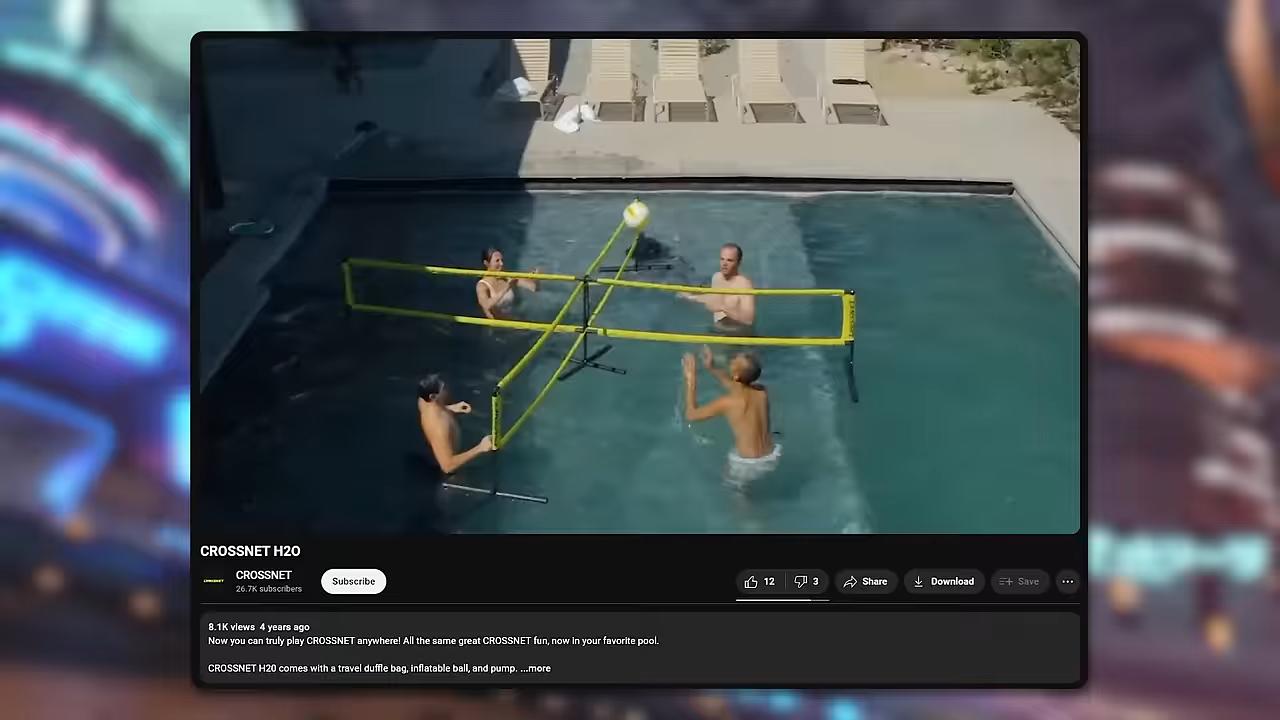 CROSSNET H2O
CROSSNET
CROSSNET
26.7K subscribers
Subscribe
12
3
Share
Download
Save
8.1K views 4 years ago
Now you can truly play CROSSNET anywhere! All the same great CROSSNET fun, now in your favorite pool.
CROSSNET H20 comes with a travel duffle bag, inflatable ball, and pump. ...more